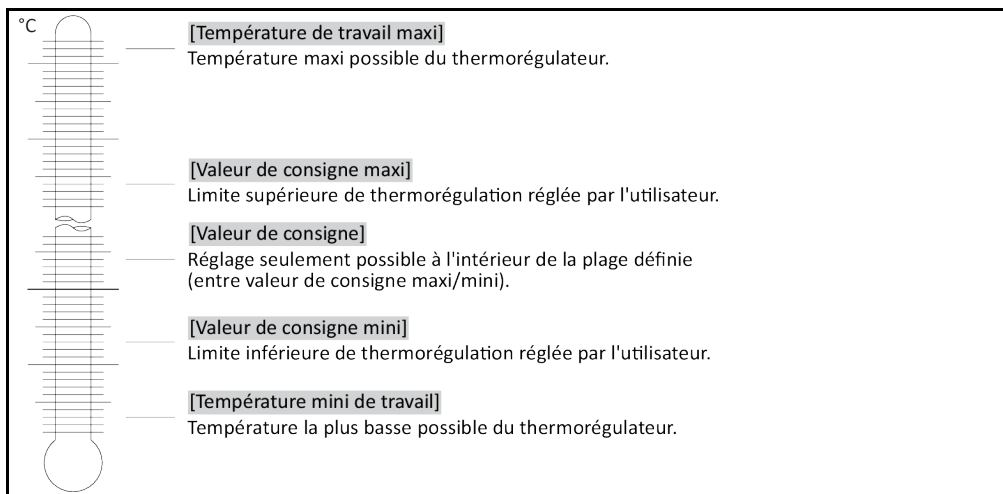 °C
[Température de travail maxi]
Température maxi possible du thermorégulateur.
[Valeur de consigne maxi]
Limite supérieure de thermorégulation réglée par l'utilisateur.
[Valeur de consigne]
Réglage seulement possible à l'intérieur de la plage définie
(entre valeur de consigne maxi/mini).
[Valeur de consigne mini]
Limite inférieure de thermorégulation réglée par l'utilisateur.
[Température mini de travail]
Température la plus basse possible du thermorégulateur.